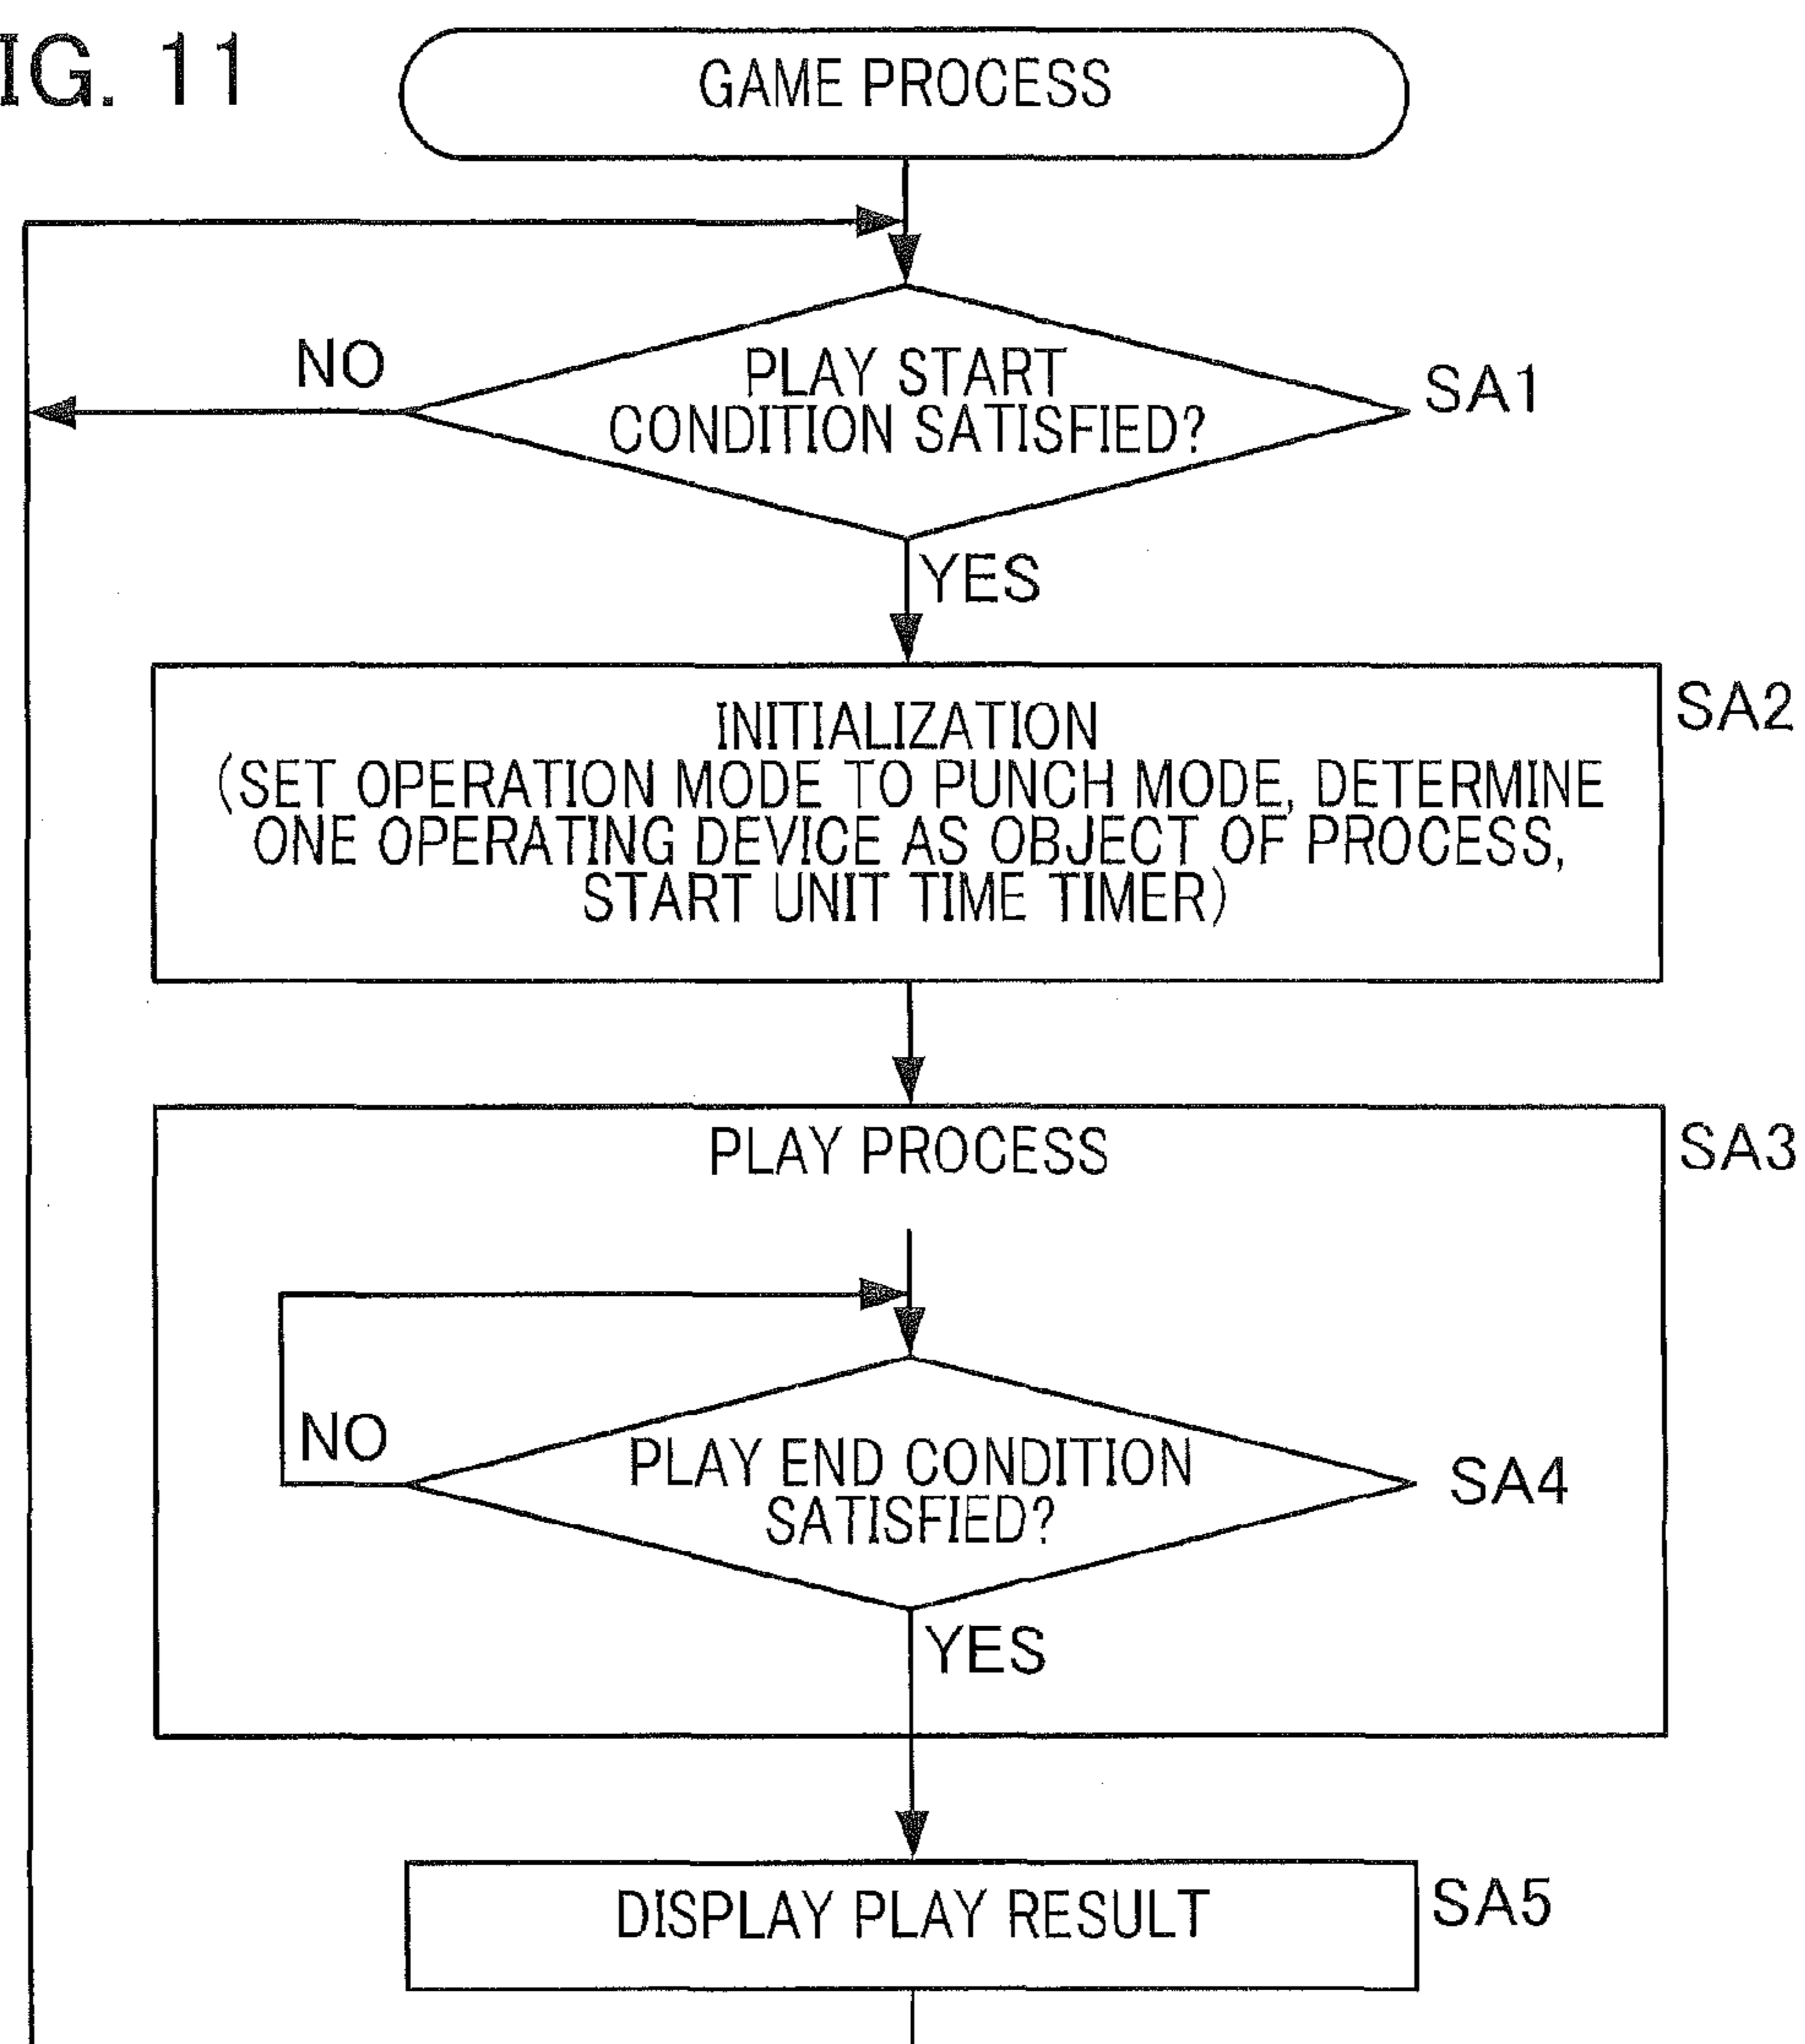 IG. 11
GAME PROCESS
NO
PLAY START
CONDITION SATISFIED?
SA1
YES
SA2
INITIALIZATION
(SET OPERATION MODE TO PUNCH MODE, DETERMINE
ONE OPERATING DEVICE AS OBJECT OF PROCESS,
START UNIT TIME TIMER)
SA3
PLAY PROCESS
NO
PLAY END CONDITION
SATISFIED?
SA4
YES
DISPLAY PLAY RESULT
SA5